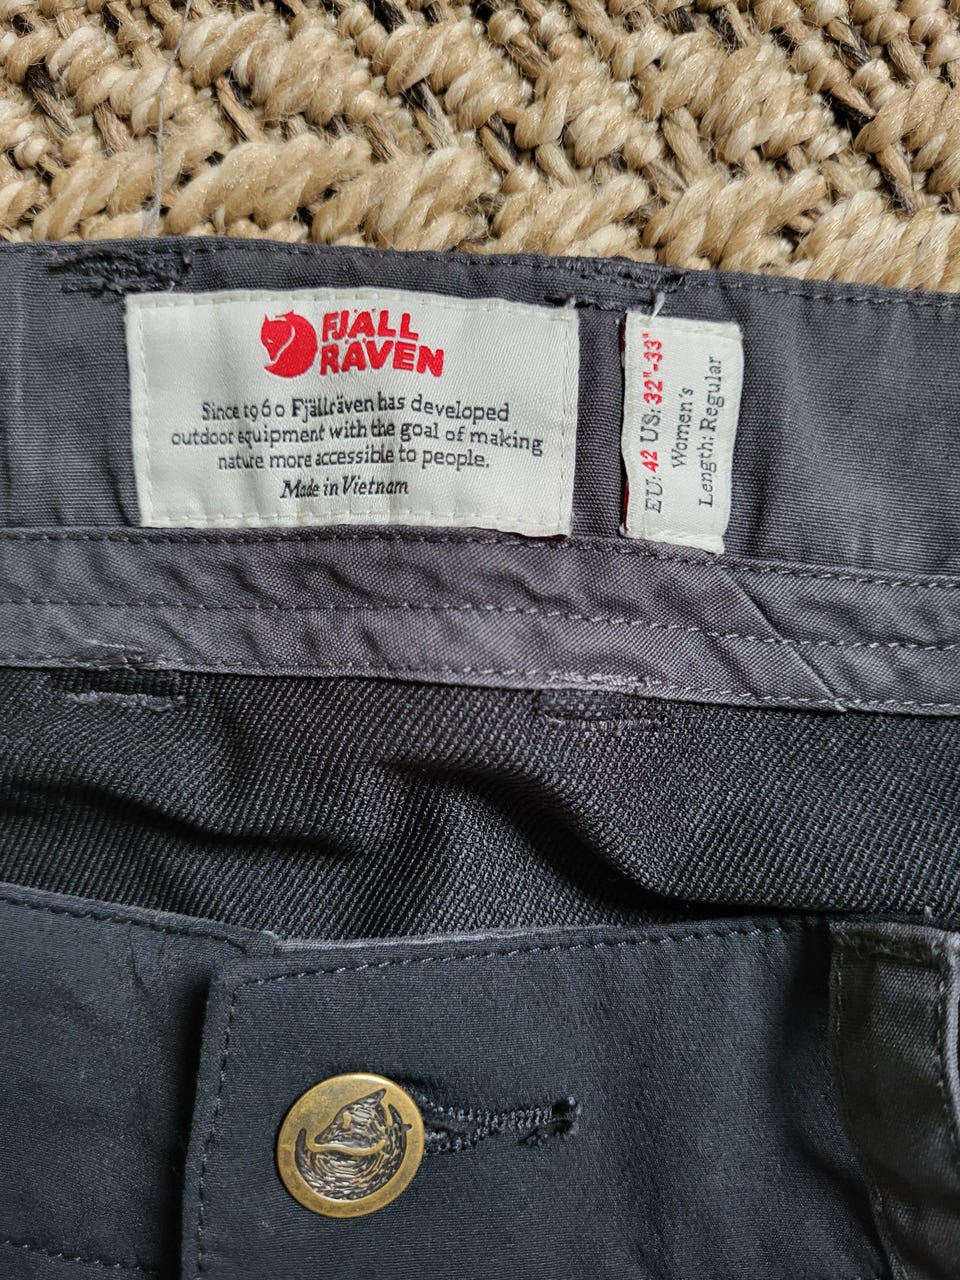 FJÄLL
RÄVEN
Since 1960 Fjällräven has developed
outdoor equipment with the goal of making
nature more accessible to people.
Made in Vietnam
EU: 42 US: 32"-33"
Women's
Length: Regular